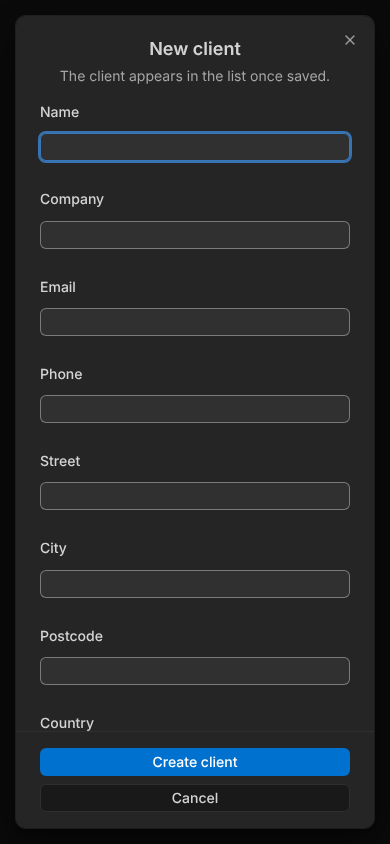 New client
The client appears in the list once saved.
Name
Company
Email
Phone
Street
City
Postcode
Country
Create client
Cancel